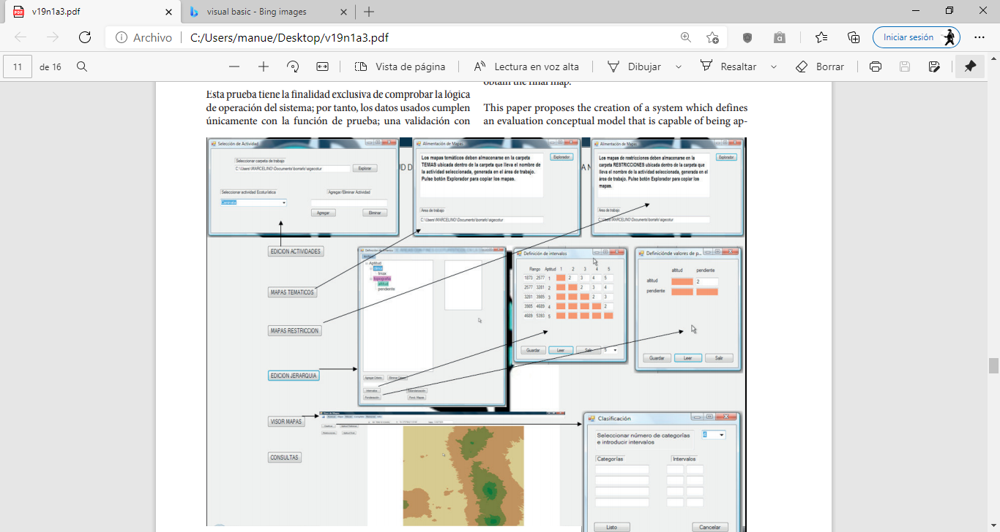 v19n1a3.pdf
visual basic - Bing images
Archivo
C:/Users/manue/Desktop/v19n1a3.pdf
Iniciar sesión
11
de 16
Vista de página
Lectura en voz alta
Dibujar
Resaltar
Borrar
Esta prueba tiene la finalidad exclusiva de comprobar la lógica
de operación del sistema; por tanto, los datos usados cumplen
únicamente con la función de prueba; una validación con
obtain the final map.
This paper proposes the creation of a system which defines
an evaluation conceptual model that is capable of being ap-
Selección de Actividad
Seleccionar carpeta de trabajo
C:\Users\MARCELINO\Documents\borrarlo\sigecotur
Explorar
Seleccionar actividad Ecoturística
Agregar/Eliminar Actividad
Agregar
Eliminar
Alimentación de Mapas
Los mapas temáticos deben almacenarse en la carpeta
TEMAS ubicada dentro de la carpeta que lleva el nombre de
la actividad seleccionada, generada en el área de trabajo.
Pulse botón Explorador para copiar los mapas.
Explorador
Area de trabajo
C:\Users\MARCELINO\Documents\borrarlo\sigecotur
Alimentación de Mapas
Los mapas de restricciones deben almacenarse en la
carpeta RESTRICCIONES ubicada dentro de la carpeta que
lleva el nombre de la actividad seleccionada, generada en el
área de trabajo. Pulse botón Explorador para copiar los
mapas.
Explorador
Area de trabajo
C:\Users\MARCELINO\Documents\borrarlo\sigecotur
EDICION ACTIVIDADES
MAPAS TEMATICOS
MAPAS RESTRICCION
EDICION JERARQUIA
VISOR MAPAS
CONSULTAS
Aptitud
clima
tmax
topografia
altitud
pendiente
Agregar Criterio
Eliminar Criterio
Intervalos
Estandarización
Ponderación
Pond. Mapas
Definición de intervalos
Rango Aptitud 1 2 3 4 5
1873 2577 1 2 3 4 5
2577 3281 2 2 3 4
3281 3985 3 2 3
3985 4689 4 2
4689 5393 5
Guardar
Leer
Salir
5
Definiciónde valores de p...
altitud pendiente
altitud 2
pendiente
Guardar
Leer
Salir
Clasificación
Seleccionar número de categorías
e introducir intervalos
4
Categorías
Intervalos
Listo
Cancelar